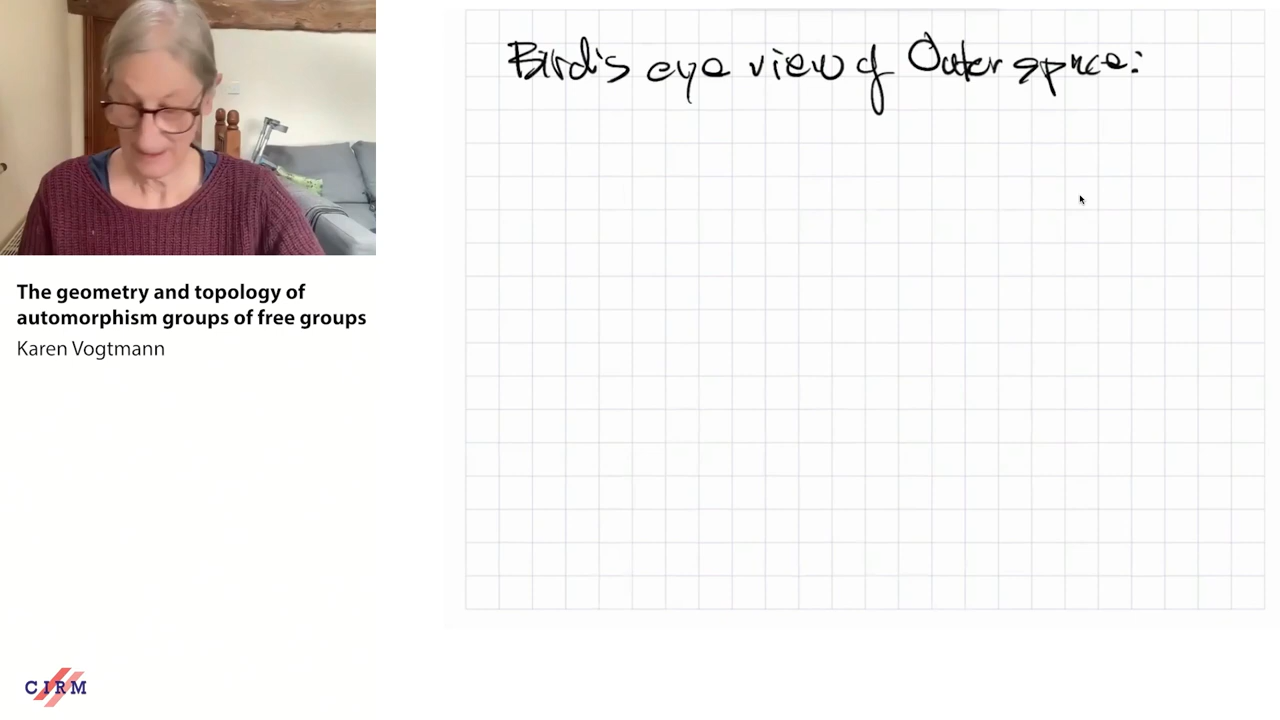 Bird's eye view of Outer space:
The geometry and topology of
automorphism groups of free groups
Karen Vogtmann
CIRM